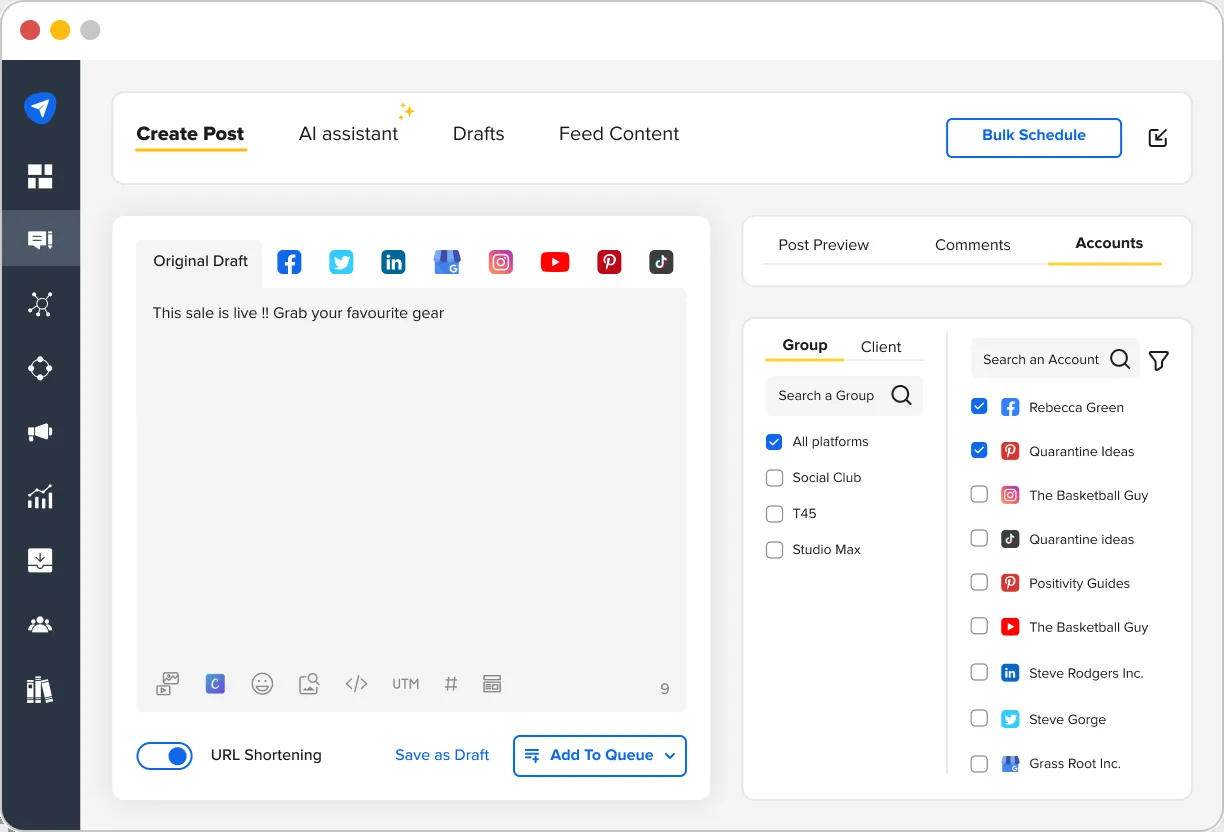 Create Post
AI assistant
Drafts
Feed Content
Bulk Schedule
Original Draft
This sale is live !! Grab your favourite gear
C
UTM
#
9
URL Shortening
Save as Draft
Add To Queue
Post Preview
Comments
Accounts
Group
Client
Search a Group
All platforms
Social Club
T45
Studio Max
Search an Account
Rebecca Green
Quarantine Ideas
The Basketball Guy
Quarantine ideas
Positivity Guides
The Basketball Guy
Steve Rodgers Inc.
Steve Gorge
Grass Root Inc.